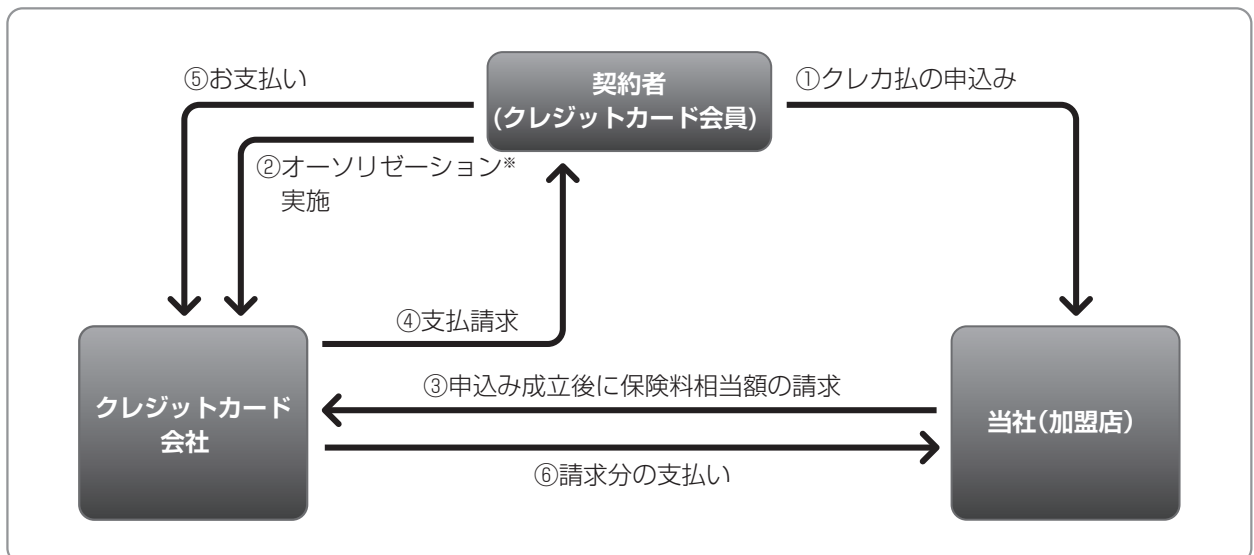 ⑤お支払い
契約者
(クレジットカード会員)
①クレカ払の申込み
②オーソリゼーション※
実施
④支払請求
③申込み成立後に保険料相当額の請求
クレジットカード
会社
当社(加盟店)
⑥請求分の支払い